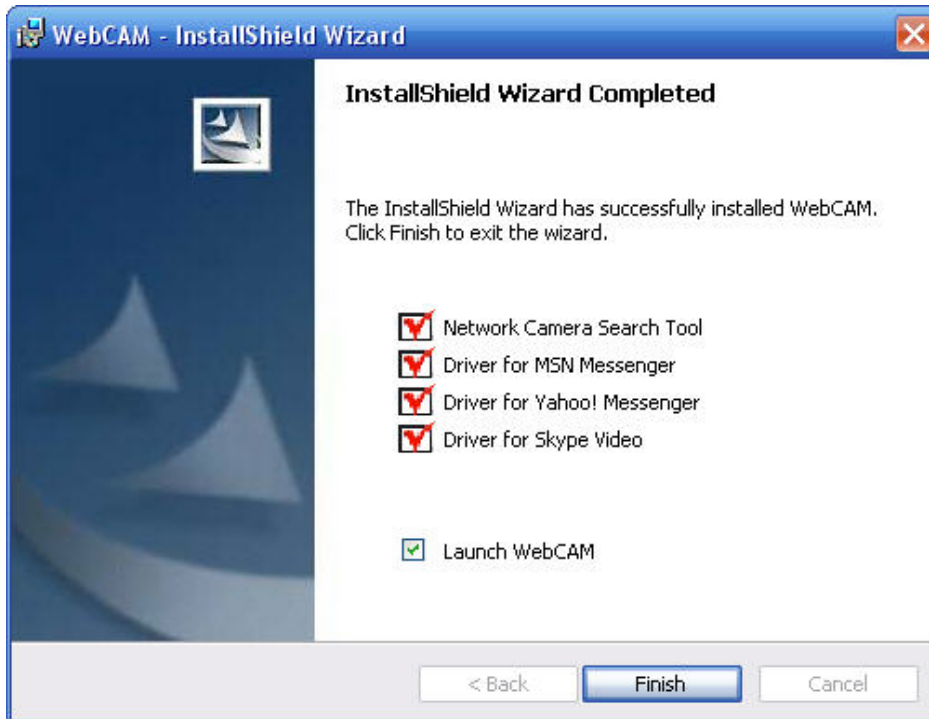 WebCAM - InstallShield Wizard
InstallShield Wizard Completed
The InstallShield Wizard has successfully installed WebCAM.
Click Finish to exit the wizard.
Network Camera Search Tool
Driver for MSN Messenger
Driver for Yahoo! Messenger
Driver for Skype Video
Launch WebCAM
< Back
Finish
Cancel